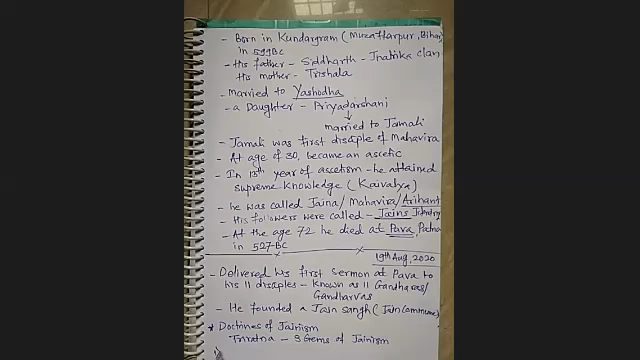 - Born in Kundargram (Muzaffarpur, Bihar)
in 599BC
- His father - Siddharth - Jnatrika clan
His mother - Trishala
- Married to Yashodha
- a Daughter - Priyadarshani
↓
married to Jamali
- Jamali was first disciple of Mahavira
- At age of 30, became an ascetic
- In 13th year of ascetism - he attained
supreme knowledge (Kaivalya)
- he was called Jaina/Mahavira/Arihant
- His followers were called - Jains
- At the age 72 he died at Pava, Patna
in 527-BC
19th Aug, 2020
- Delivered his first Sermon at Pava to
his 11 disciples - known as 11 Gandharas/
Gandharvas
- He founded a Jain Sangh (Jain Commune)
* Doctrines of Jainism
Triratna - 3 Gems of Jainism